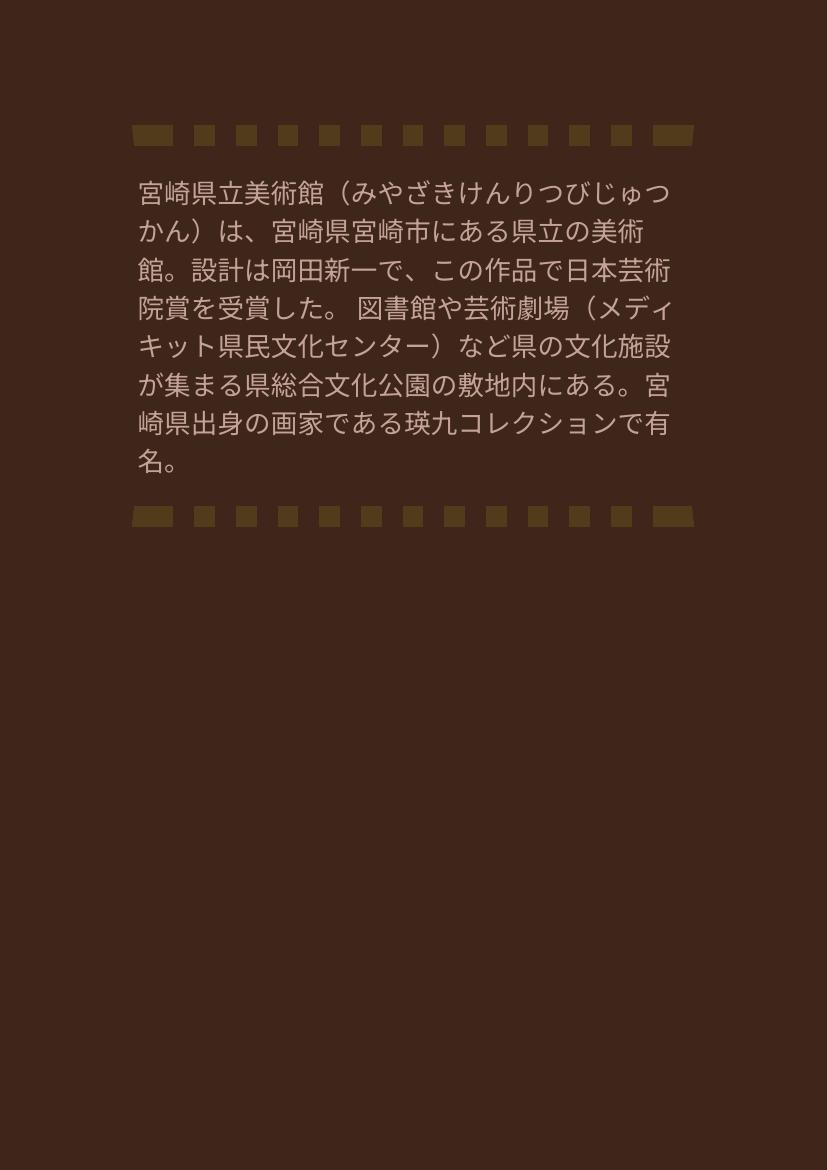 宮崎県立美術館（みやざきけんりつびじゅつ
かん）は、宮崎県宮崎市にある県立の美術
館。設計は岡田新一で、この作品で日本芸術
院賞を受賞した。 図書館や芸術劇場（メディ
キット県民文化センター）など県の文化施設
が集まる県総合文化公園の敷地内にある。宮
崎県出身の画家である瑛九コレクションで有
名。